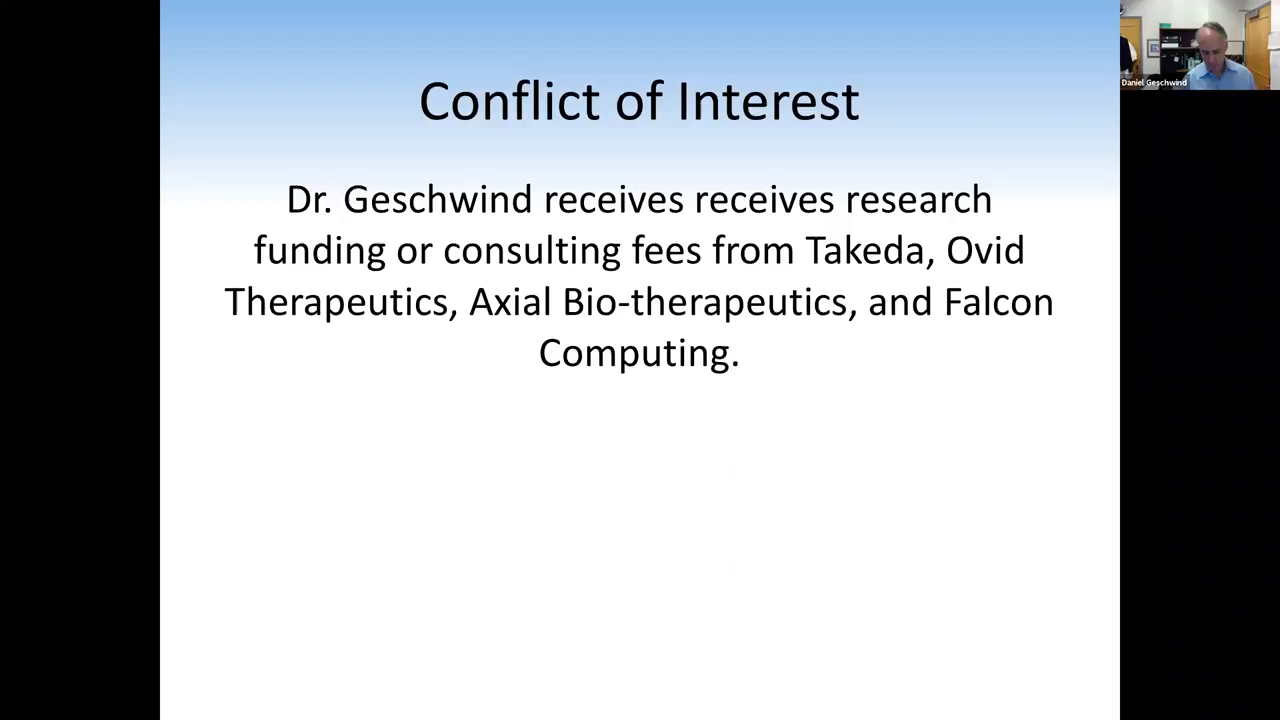 Conflict of Interest
Dr. Geschwind receives receives research
funding or consulting fees from Takeda, Ovid
Therapeutics, Axial Bio-therapeutics, and Falcon
Computing.
Daniel Geschwind